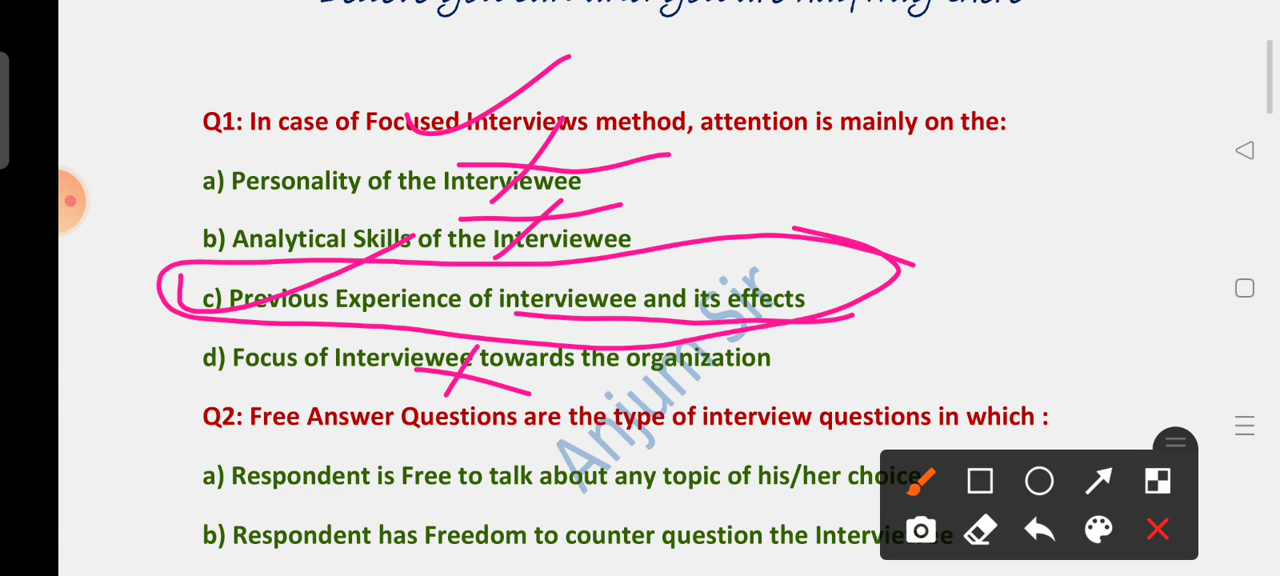 Q1: In case of Focused Interviews method, attention is mainly on the:
a) Personality of the Interviewee
b) Analytical Skills of the Interviewee
c) Previous Experience of interviewee and its effects
d) Focus of Interviewee towards the organization
Anjum Sir
Q2: Free Answer Questions are the type of interview questions in which :
a) Respondent is Free to talk about any topic of his/her choice
b) Respondent has Freedom to counter question the